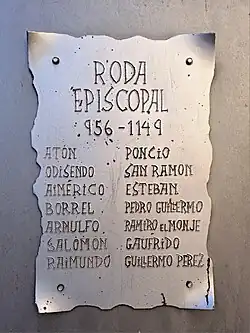 RODA
EPISCOPAL
956-1149
ATÓN
ODISENDO
AIMÉRICO
BORREL
ARNULFO
SALOMON
RAIMUNDO
PONCIO
SAN RAMON
ESTEBAN
PEDRO GUILLERMO
RAMIRO EL MONJE
GAUFRIDO
GUILLERMO PEREZ